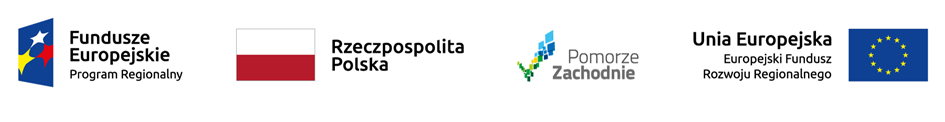 Fundusze
Europejskie
Program Regionalny
Rzeczpospolita
Polska
Pomorze
Zachodnie
Unia Europejska
Europejski Fundusz
Rozwoju Regionalnego